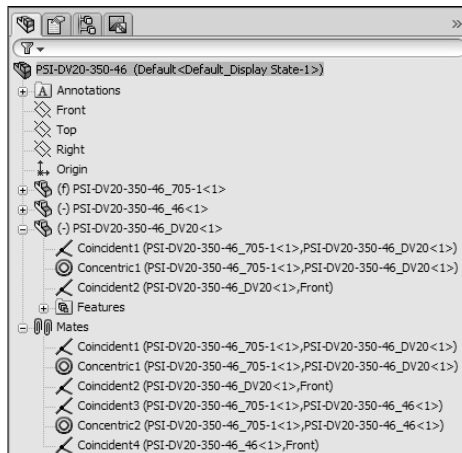 PSI-DV20-350-46 (Default<Default_Display State-1>)
A Annotations
Front
Top
Right
Origin
(f) PSI-DV20-350-46_705-1<1>
(-) PSI-DV20-350-46_46<1>
(-) PSI-DV20-350-46_DV20<1>
Coincident1 (PSI-DV20-350-46_705-1<1>,PSI-DV20-350-46_DV20<1>)
Concentric1 (PSI-DV20-350-46_705-1<1>,PSI-DV20-350-46_DV20<1>)
Coincident2 (PSI-DV20-350-46_DV20<1>,Front)
Features
Mates
Coincident1 (PSI-DV20-350-46_705-1<1>,PSI-DV20-350-46_DV20<1>)
Concentric1 (PSI-DV20-350-46_705-1<1>,PSI-DV20-350-46_DV20<1>)
Coincident2 (PSI-DV20-350-46_DV20<1>,Front)
Coincident3 (PSI-DV20-350-46_705-1<1>,PSI-DV20-350-46_46<1>)
Concentric2 (PSI-DV20-350-46_705-1<1>,PSI-DV20-350-46_46<1>)
Coincident4 (PSI-DV20-350-46_46<1>,Front)